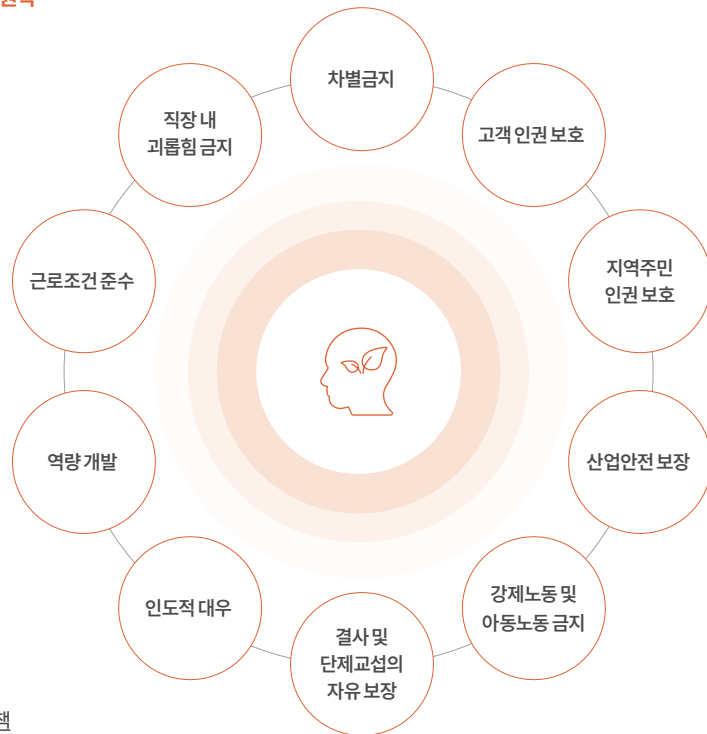 차별금지
고객 인권 보호
지역주민
인권 보호
산업안전 보장
강제노동 및
아동노동 금지
결사 및
단체교섭의
자유 보장
인도적 대우
역량 개발
근로조건 준수
직장 내
괴롭힘 금지
책